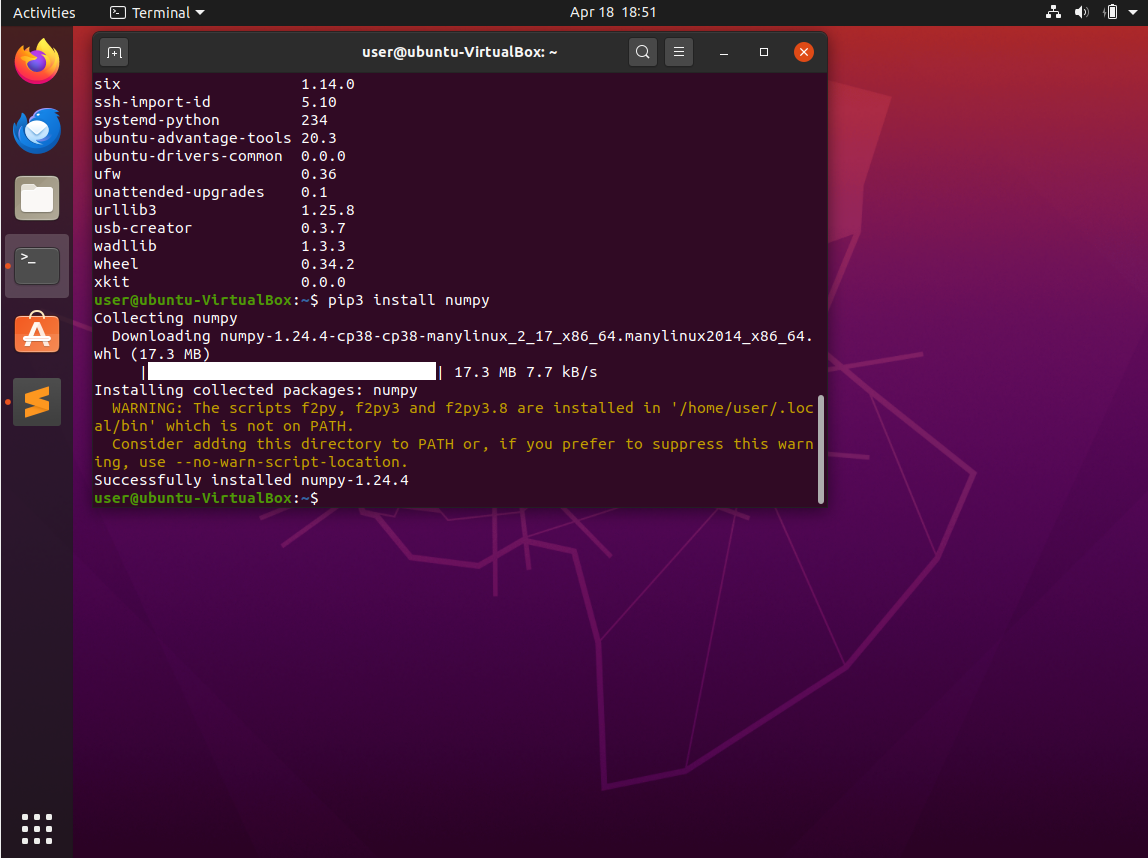 Activities Terminal Apr 18 18:51
user@ubuntu-VirtualBox: ~
six 1.14.0
ssh-import-id 5.10
systemd-python 234
ubuntu-advantage-tools 20.3
ubuntu-drivers-common 0.0.0
ufw 0.36
unattended-upgrades 0.1
urllib3 1.25.8
usb-creator 0.3.7
wadllib 1.3.3
wheel 0.34.2
xkit 0.0.0
user@ubuntu-VirtualBox:~$ pip3 install numpy
Collecting numpy
Downloading numpy-1.24.4-cp38-cp38-manylinux_2_17_x86_64.manylinux2014_x86_64.
whl (17.3 MB)
| | 17.3 MB 7.7 kB/s
Installing collected packages: numpy
WARNING: The scripts f2py, f2py3 and f2py3.8 are installed in '/home/user/.loc
al/bin' which is not on PATH.
Consider adding this directory to PATH or, if you prefer to suppress this warn
ing, use --no-warn-script-location.
Successfully installed numpy-1.24.4
user@ubuntu-VirtualBox:~$